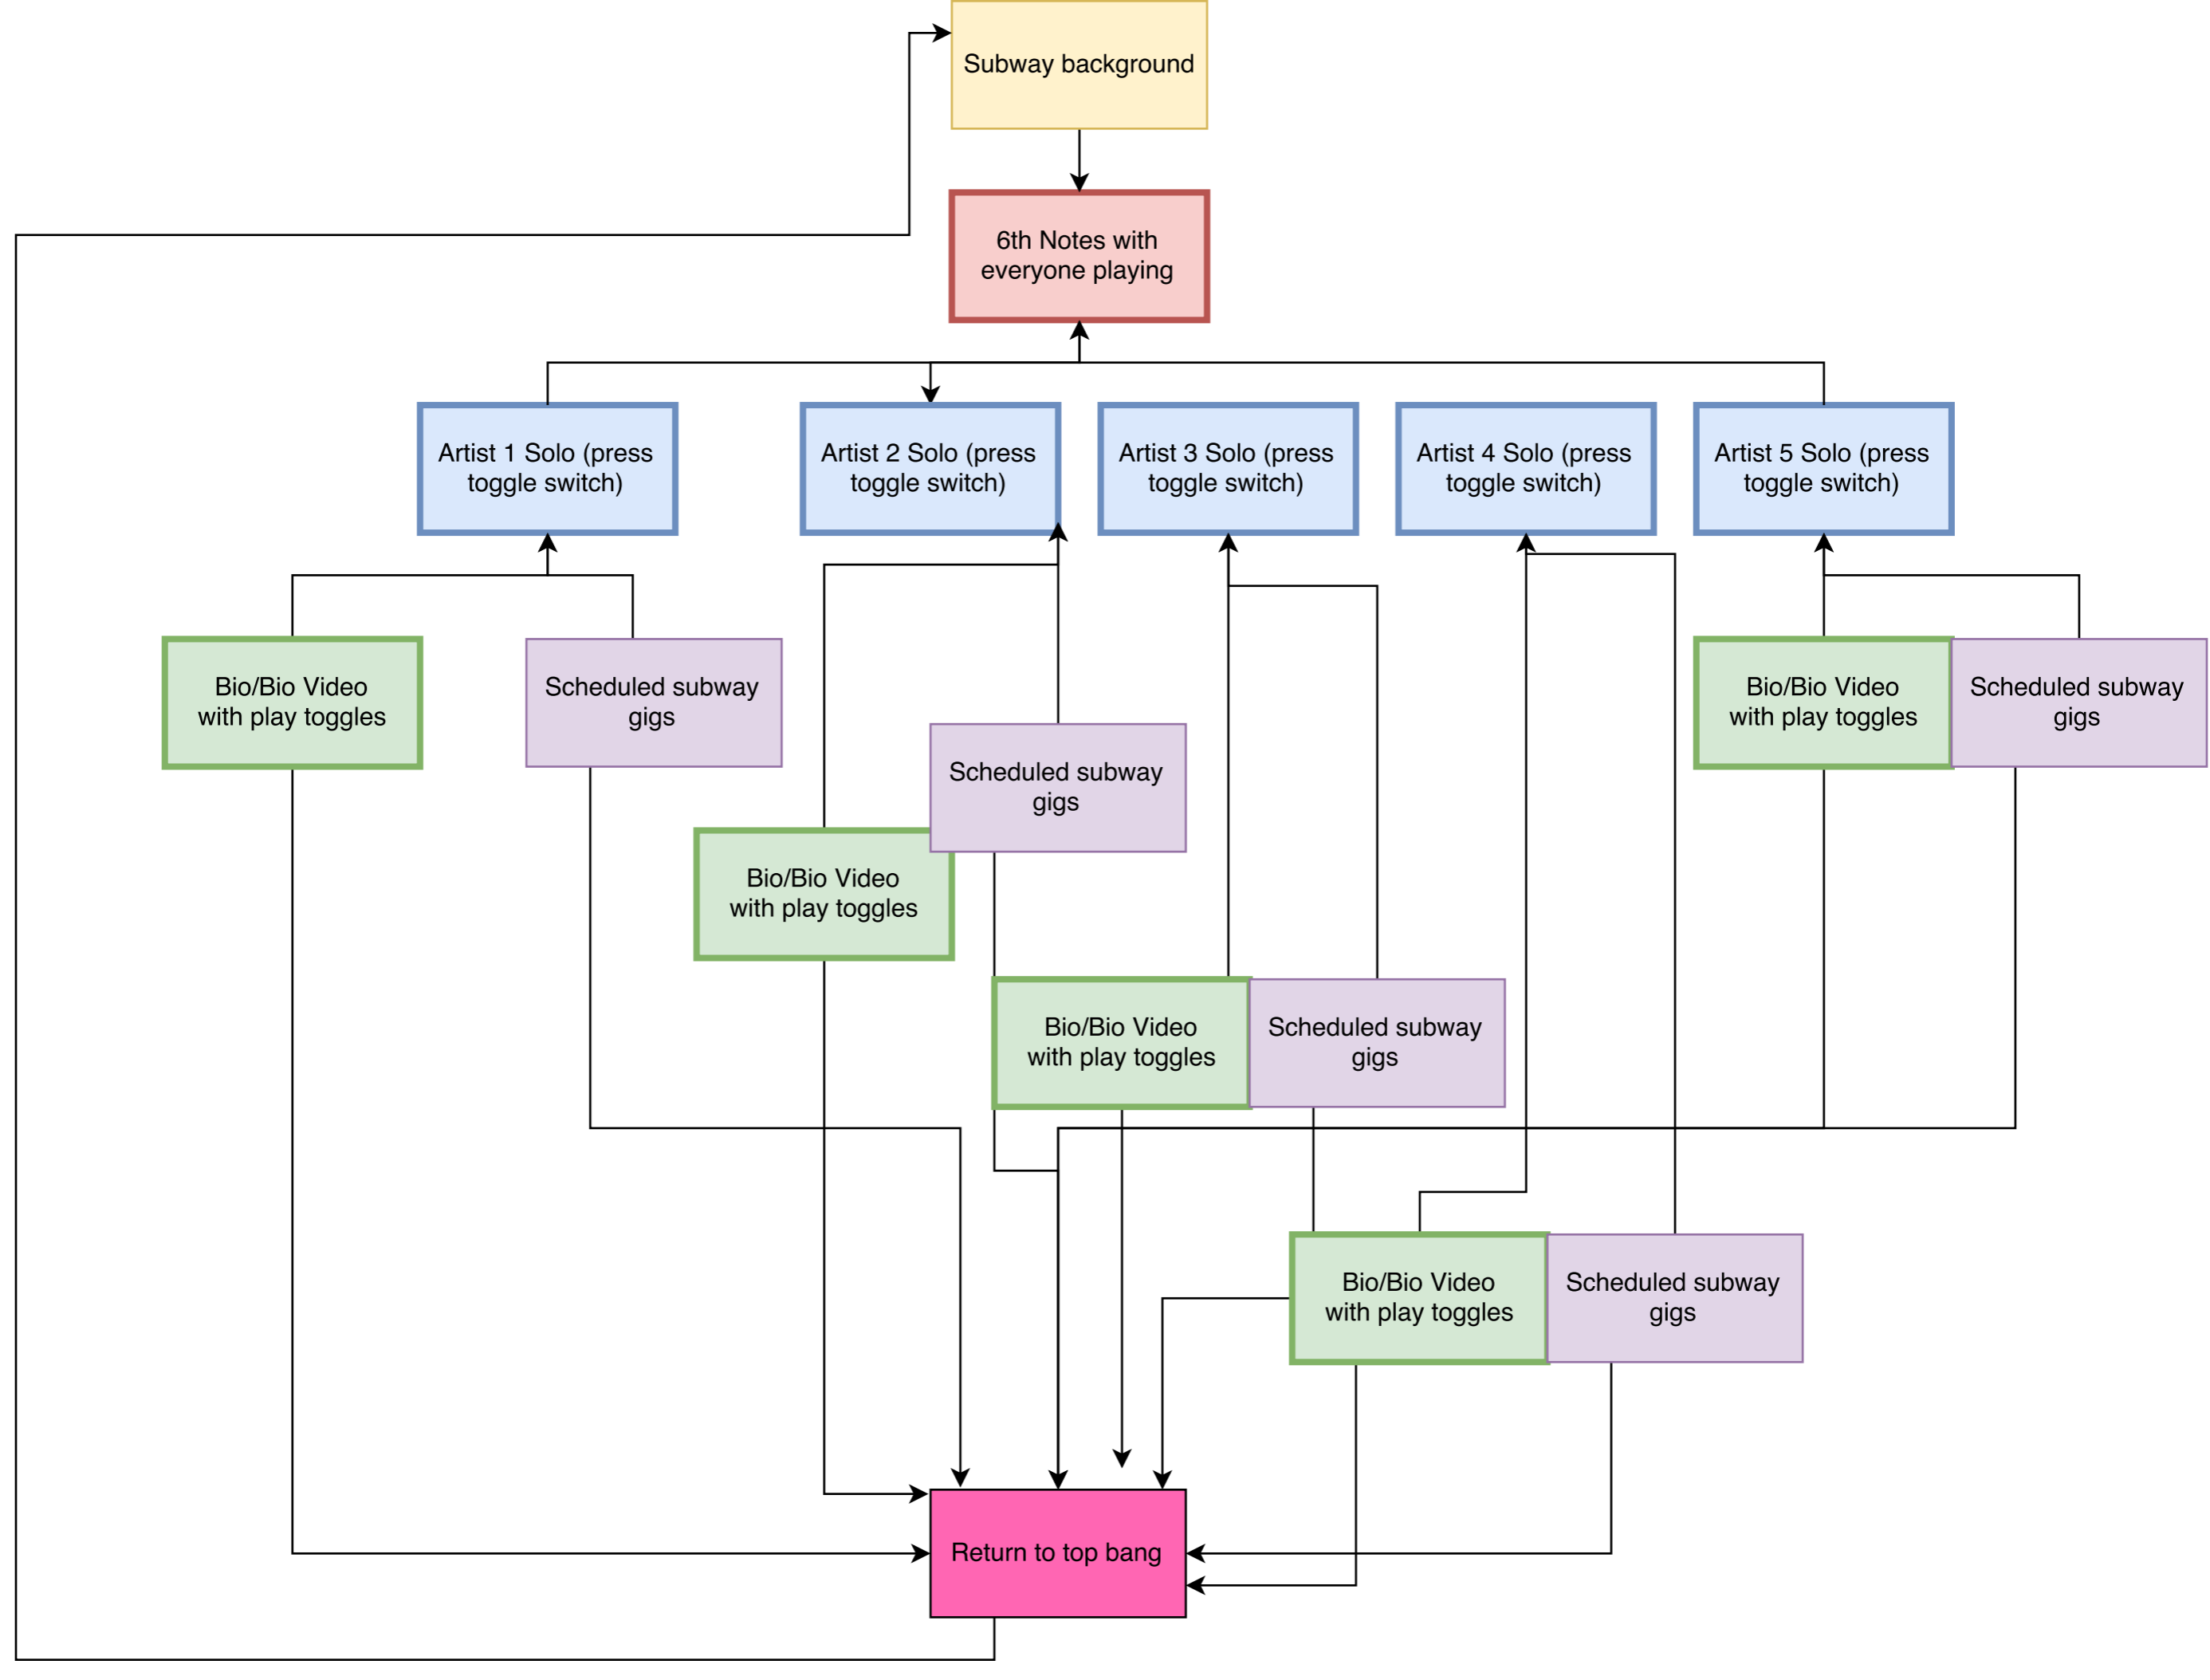 Subway background
6th Notes with
everyone playing
Artist 1 Solo (press
toggle switch)
Artist 2 Solo (press
toggle switch)
Artist 3 Solo (press
toggle switch)
Artist 4 Solo (press
toggle switch)
Artist 5 Solo (press
toggle switch)
Bio/Bio Video
with play toggles
Scheduled subway
gigs
Bio/Bio Video
with play toggles
Scheduled subway
gigs
Scheduled subway
gigs
Bio/Bio Video
with play toggles
Bio/Bio Video
with play toggles
Scheduled subway
gigs
Bio/Bio Video
with play toggles
Scheduled subway
gigs
Return to top bang